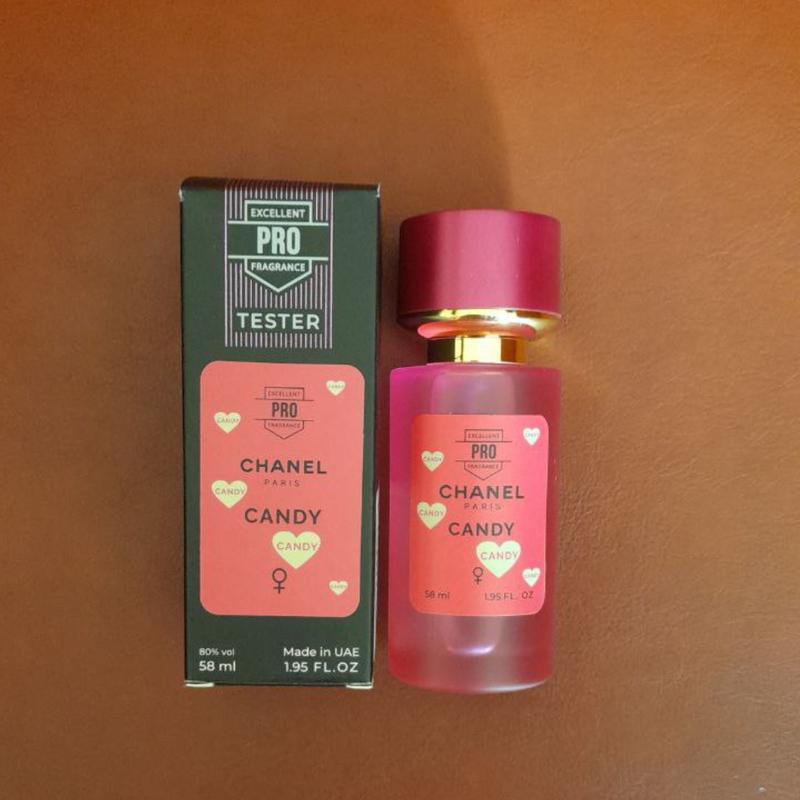 EXCELLENT
PRO
FRAGRANCE
TESTER
EXCELLENT
PRO
FRAGRANCE
CANDY
CANDY
CHANEL
PARIS
CANDY
CANDY
CANDY
CANDY
80% vol
Made in UAE
58 ml
1.95 FL.OZ
EXCELLENT
PRO
FRAGRANCE
CANDY
CANDY
CHANEL
PARIS
CANDY
CANDY
CANDY
CANDY
58 ml
1.95 FL. OZ